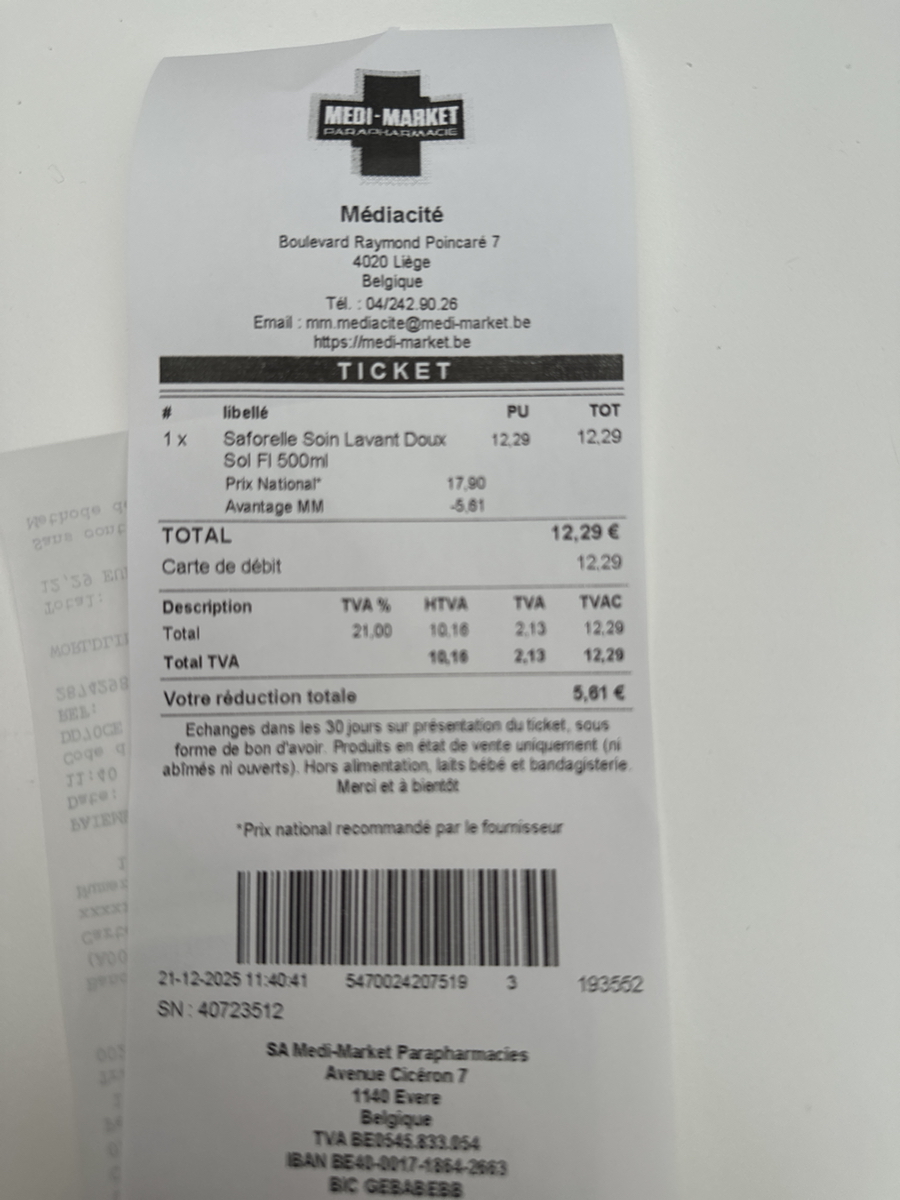 MEDI-MARKET
PARAPHARMACIE
Médiacité
Boulevard Raymond Poincaré 7
4020 Liège
Belgique
Tél. : 04/242.90.26
Email : mm.mediacite@medi-market.be
https://medi-market.be
TICKET
# libellé PU TOT
1 x Saforelle Soin Lavant Doux 12,29 12,29
Sol Fl 500ml
Prix National* 17,90
Avantage MM -5,61
TOTAL 12,29 €
Carte de débit 12,29
Description TVA % HTVA TVA TVAC
Total 21,00 10,16 2,13 12,29
Total TVA 10,16 2,13 12,29
Votre réduction totale 5,61 €
Echanges dans les 30 jours sur présentation du ticket, sous
forme de bon d'avoir. Produits en état de vente uniquement (ni
abîmés ni ouverts). Hors alimentation, laits bébé et bandagisterie.
Merci et à bientôt
*Prix national recommandé par le fournisseur
21-12-2025 11:40:41 5470024207519 3 193552
SN : 40723512
SA Medi-Market Parapharmacies
Avenue Cicéron 7
1140 Evere
Belgique
TVA BE0545.833.054
IBAN BE40-0017-1864-2663
BIC GEBABEBB